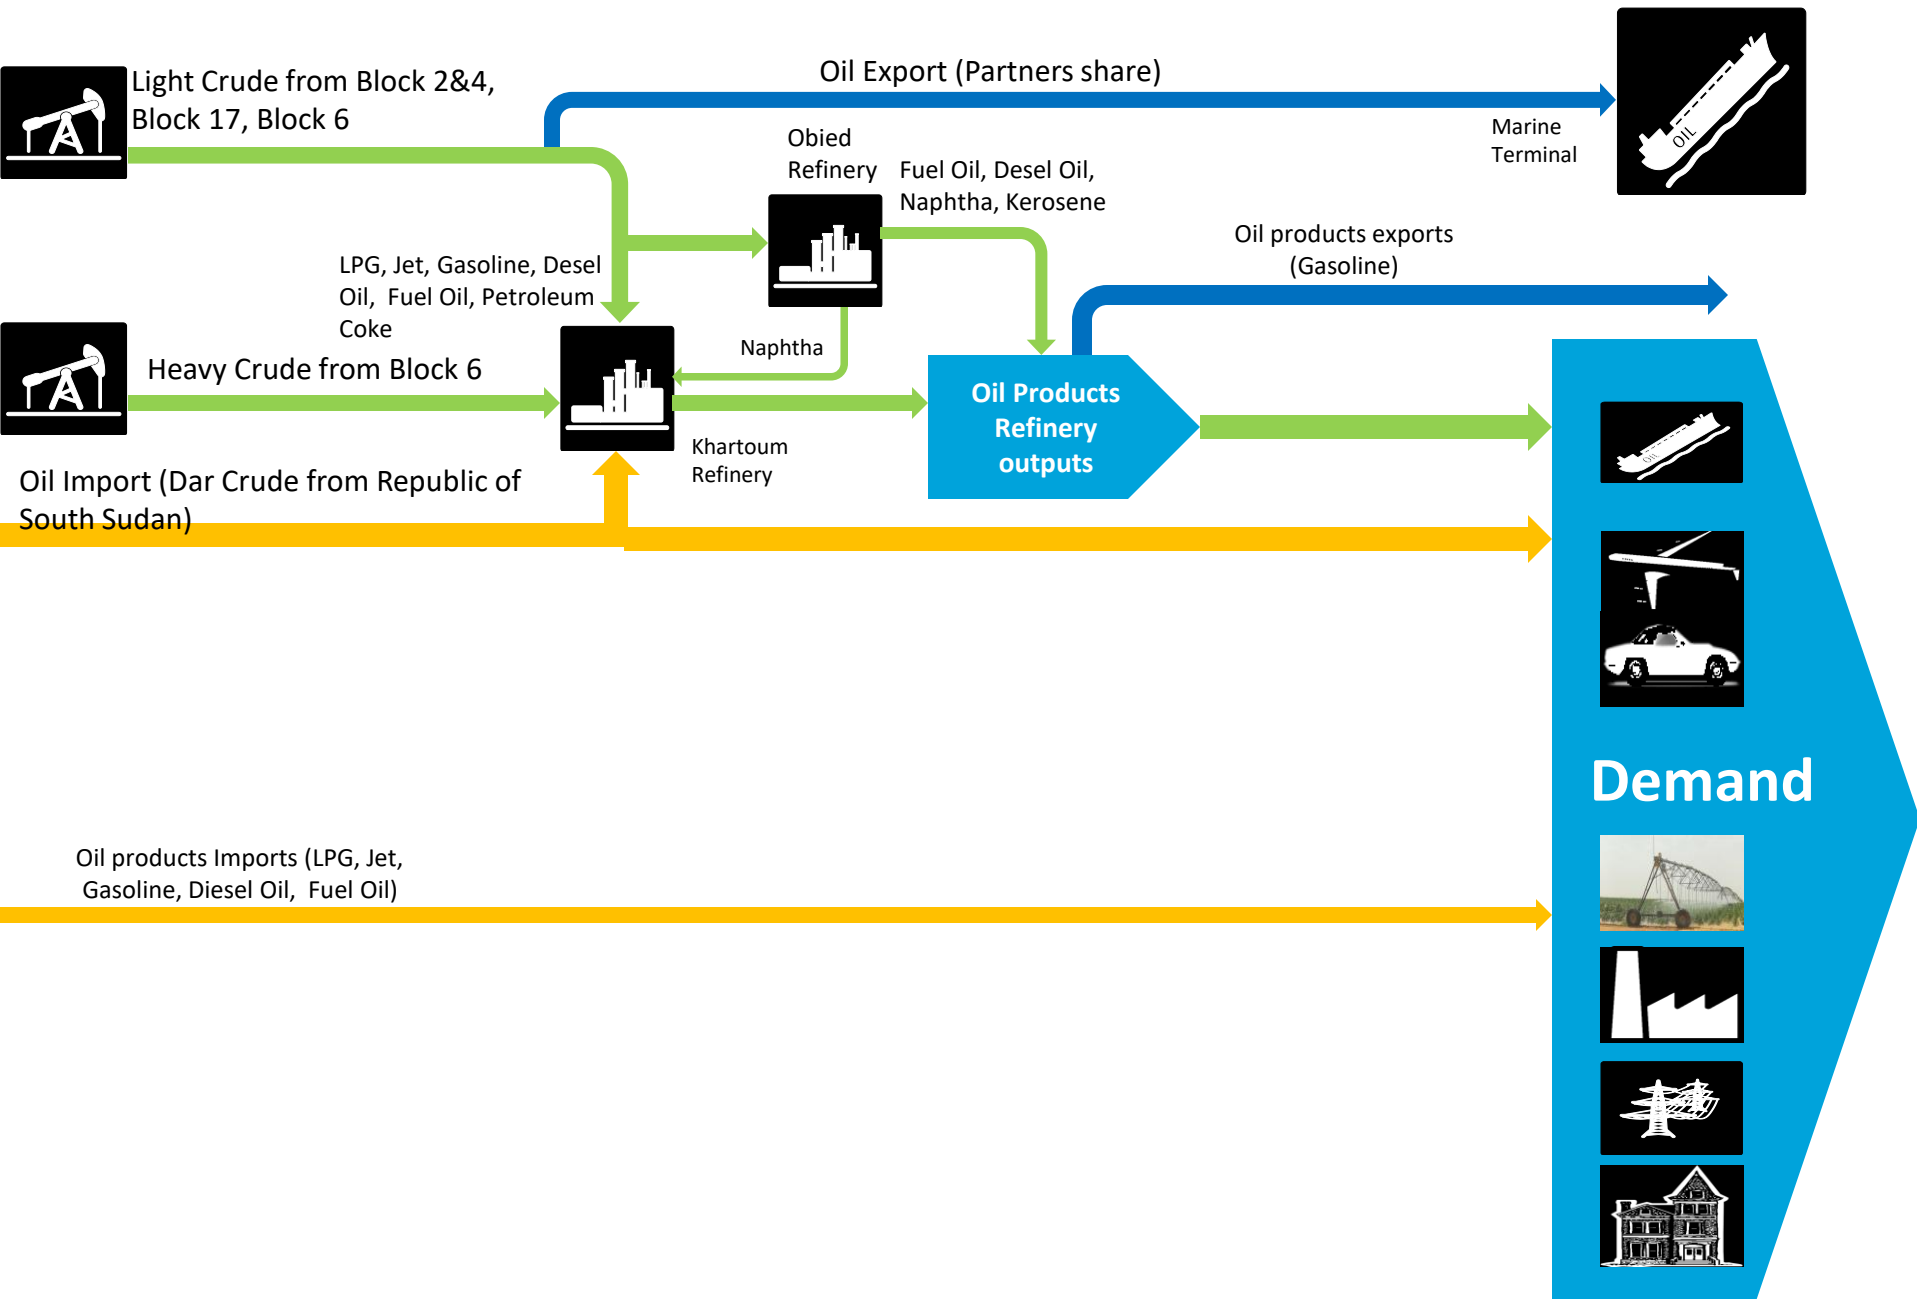 Light Crude from Block 2&4,
Block 17, Block 6
Oil Export (Partners share)
Marine
Terminal
OIL
Obied
Refinery
Fuel Oil, Desel Oil,
Naphtha, Kerosene
Oil products exports
(Gasoline)
LPG, Jet, Gasoline, Desel
Oil,  Fuel Oil, Petroleum
Coke
Naphtha
Heavy Crude from Block 6
Khartoum
Refinery
Oil Products
Refinery
outputs
OIL
Oil Import (Dar Crude from Republic of
South Sudan)
Demand
Oil products Imports (LPG, Jet,
Gasoline, Diesel Oil,  Fuel Oil)